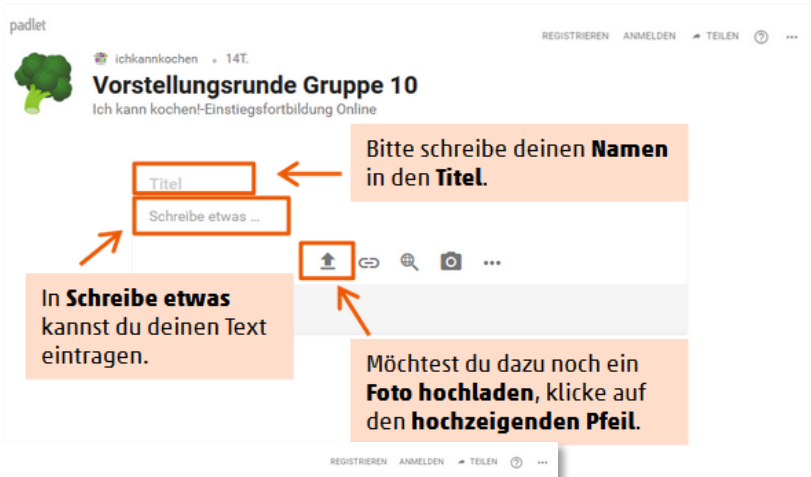 padlet
REGISTRIEREN ANMELDEN TEILEN ? ...
ichkannkochen • 14T.
Vorstellungsrunde Gruppe 10
Ich kann kochen!-Einstiegsfortbildung Online
Bitte schreibe deinen Namen
in den Titel.
Titel
Schreibe etwas ...
In Schreibe etwas
kannst du deinen Text
eintragen.
Möchtest du dazu noch ein
Foto hochladen, klicke auf
den hochzeigenden Pfeil.
REGISTRIEREN ANMELDEN TEILEN ? ...